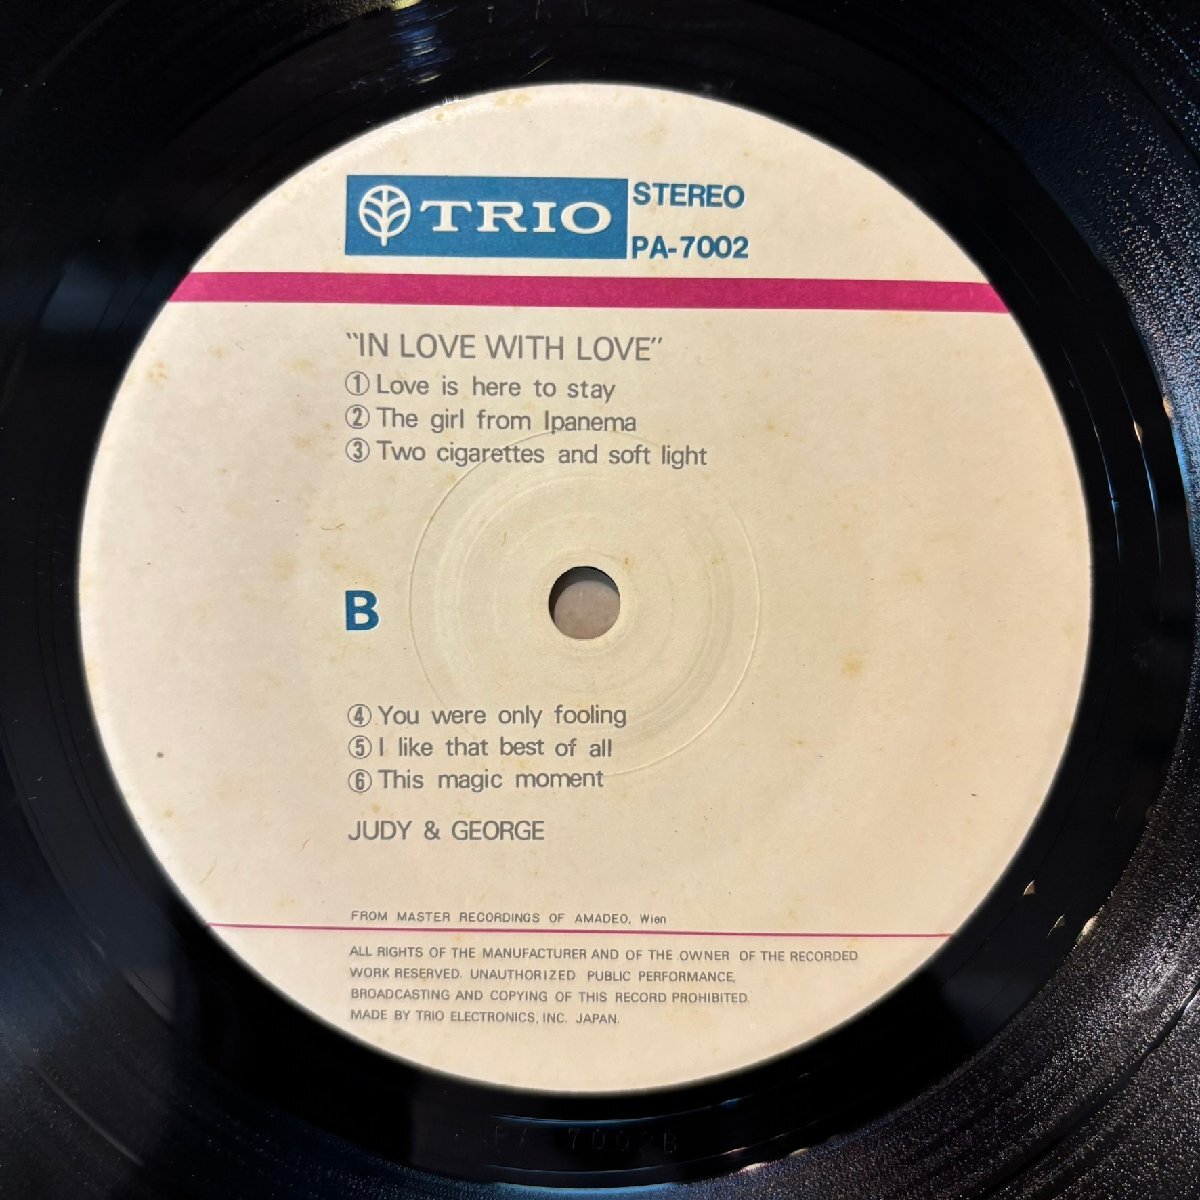 TRIO STEREO
PA-7002
"IN LOVE WITH LOVE"
① Love is here to stay
② The girl from Ipanema
③ Two cigarettes and soft light
B
④ You were only fooling
⑤ I like that best of all
⑥ This magic moment
JUDY & GEORGE
FROM MASTER RECORDINGS OF AMADEO, Wien
ALL RIGHTS OF THE MANUFACTURER AND OF THE OWNER OF THE RECORDED
WORK RESERVED. UNAUTHORIZED PUBLIC PERFORMANCE,
BROADCASTING AND COPYING OF THIS RECORD PROHIBITED.
MADE BY TRIO ELECTRONICS, INC. JAPAN.
PA 7002B